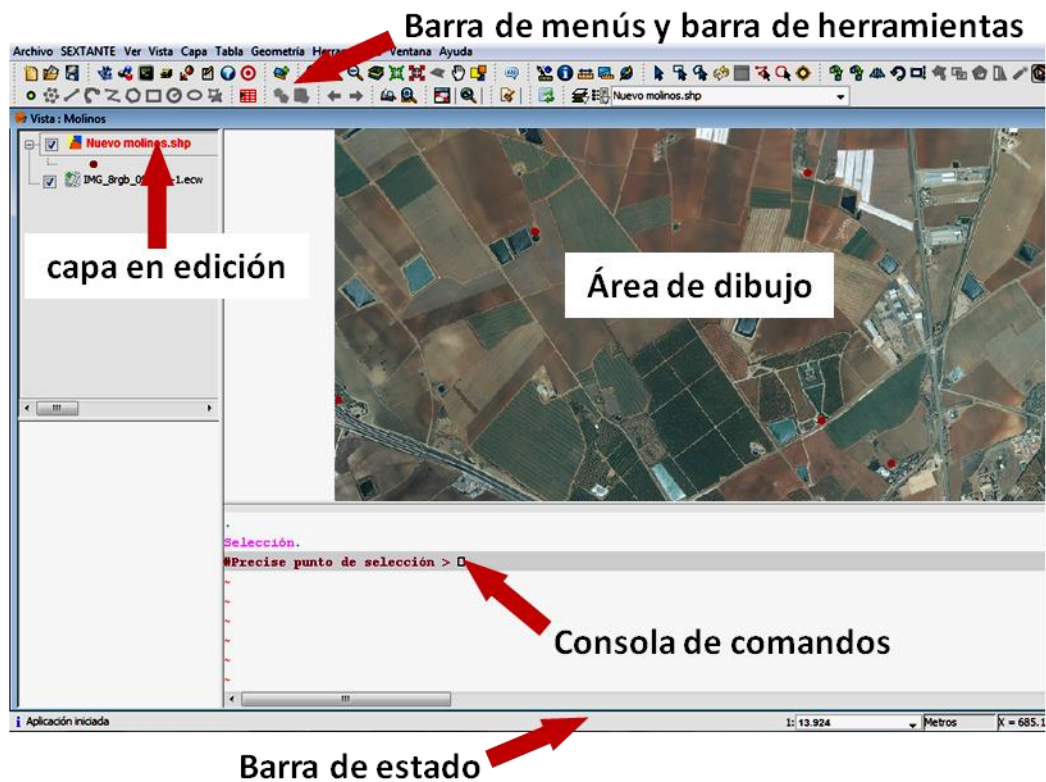 Barra de menús y barra de herramientas
Archivo SEXTANTE Ver Vista Capa Tabla Geometría Ventana Ayuda
Nuevo molinos.shp
Vista : Molinos
Nuevo molinos.shp
-1.ecw
capa en edición
Área de dibujo
.
Selección.
#Precise punto de selección >
~
~
~
~
~
~
Consola de comandos
Aplicación iniciada
1: 13.924
Metros
X = 685.1
Barra de estado